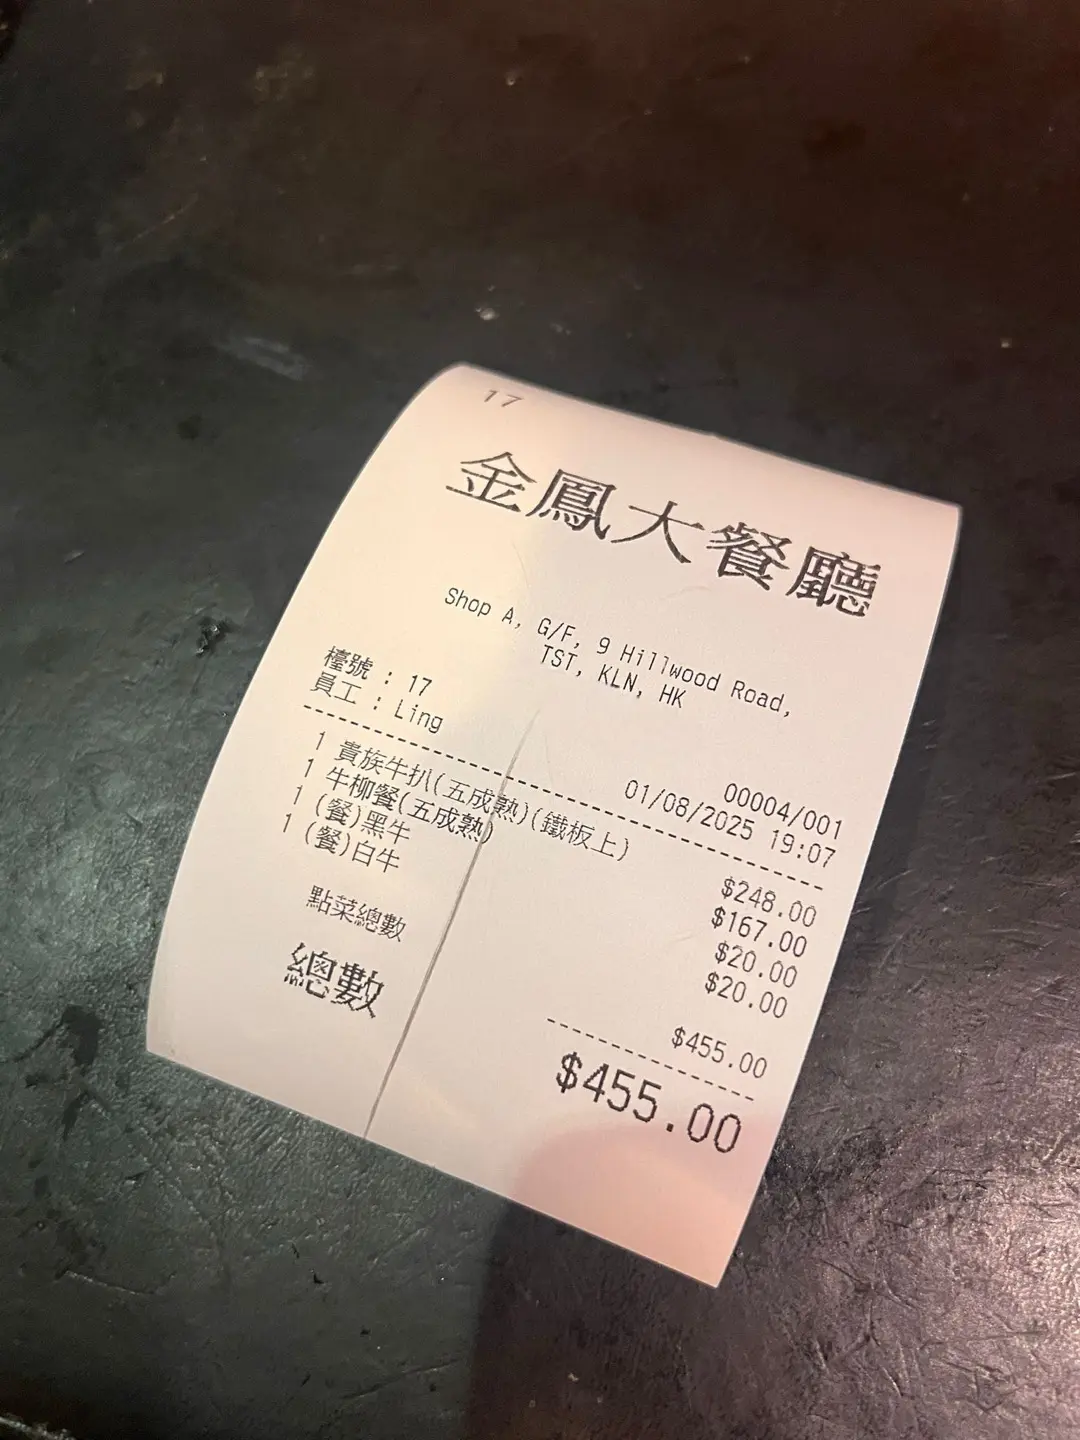 17
金鳳大餐廳
Shop A, G/F, 9 Hillwood Road,
TST, KLN, HK
檯號 : 17
員工 : Ling
00004/001
01/08/2025 19:07
1 貴族牛扒(五成熟)(鐵板上) $248.00
1 牛柳餐(五成熟) $167.00
1 (餐)黑牛 $20.00
1 (餐)白牛 $20.00
點菜總數 $455.00
總數 $455.00